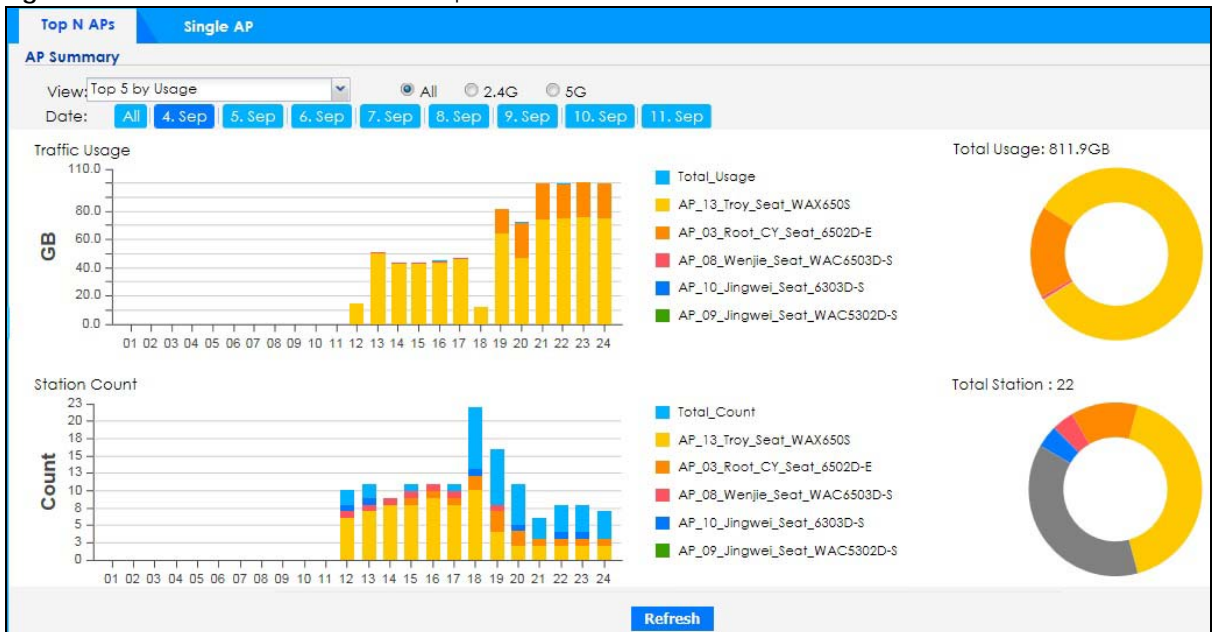 Top N APs Single AP
AP Summary
View: Top 5 by Usage All 2.4G 5G
Date: All 4. Sep 5. Sep 6. Sep 7. Sep 8. Sep 9. Sep 10. Sep 11. Sep
Traffic Usage
Total Usage: 811.9GB
110.0
80.0
60.0
40.0
20.0
0.0
GB
01 02 03 04 05 06 07 08 09 10 11 12 13 14 15 16 17 18 19 20 21 22 23 24
Total_Usage
AP_13_Troy_Seat_WAX650S
AP_03_Root_CY_Seat_6502D-E
AP_08_Wenjie_Seat_WAC6503D-S
AP_10_Jingwei_Seat_6303D-S
AP_09_Jingwei_Seat_WAC5302D-S
Station Count
Total Station : 22
23
20
18
15
13
10
8
5
3
0
Count
01 02 03 04 05 06 07 08 09 10 11 12 13 14 15 16 17 18 19 20 21 22 23 24
Total_Count
AP_13_Troy_Seat_WAX650S
AP_03_Root_CY_Seat_6502D-E
AP_08_Wenjie_Seat_WAC6503D-S
AP_10_Jingwei_Seat_6303D-S
AP_09_Jingwei_Seat_WAC5302D-S
Refresh